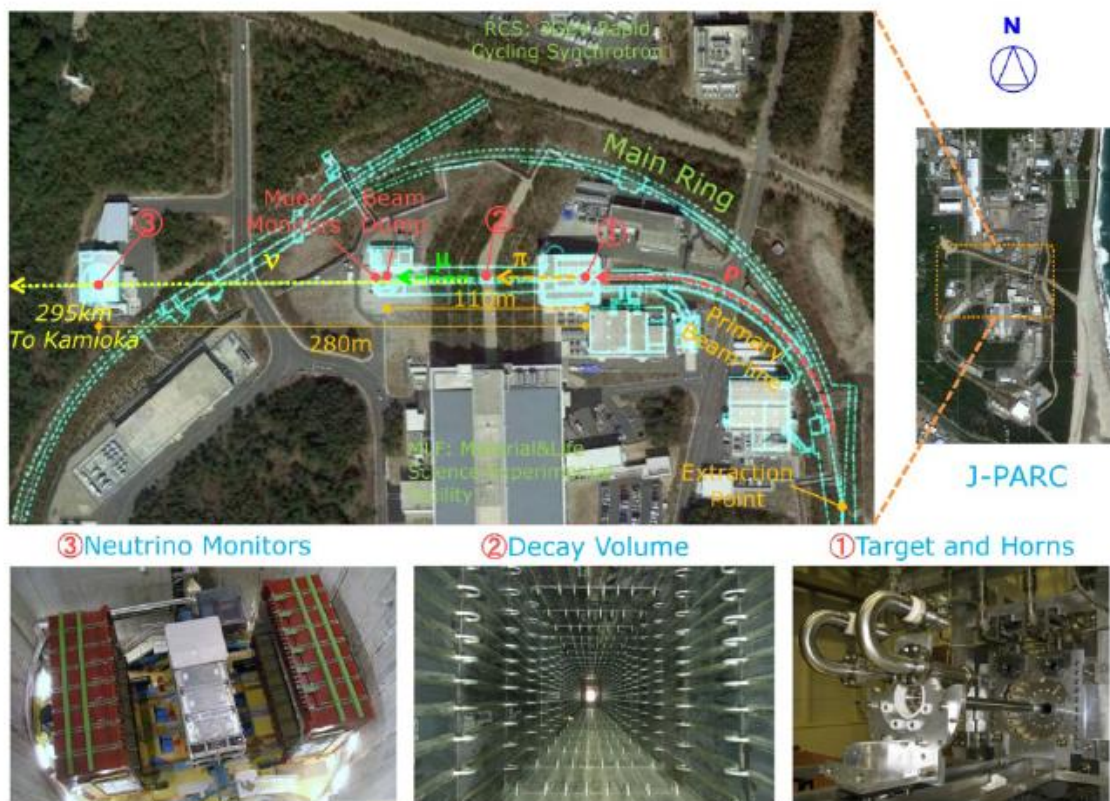 RCS: 3GeV Rapid
Cycling Synchrotron
N
Main Ring
③
Muon
Monitors
Beam
Dump
②
①
ν
μ
π
p
110m
295km
To Kamioka
280m
Primary
Beam-line
MLF: Material&Life
Science Experimental
Facility
Extraction
Point
J-PARC
③Neutrino Monitors
②Decay Volume
①Target and Horns